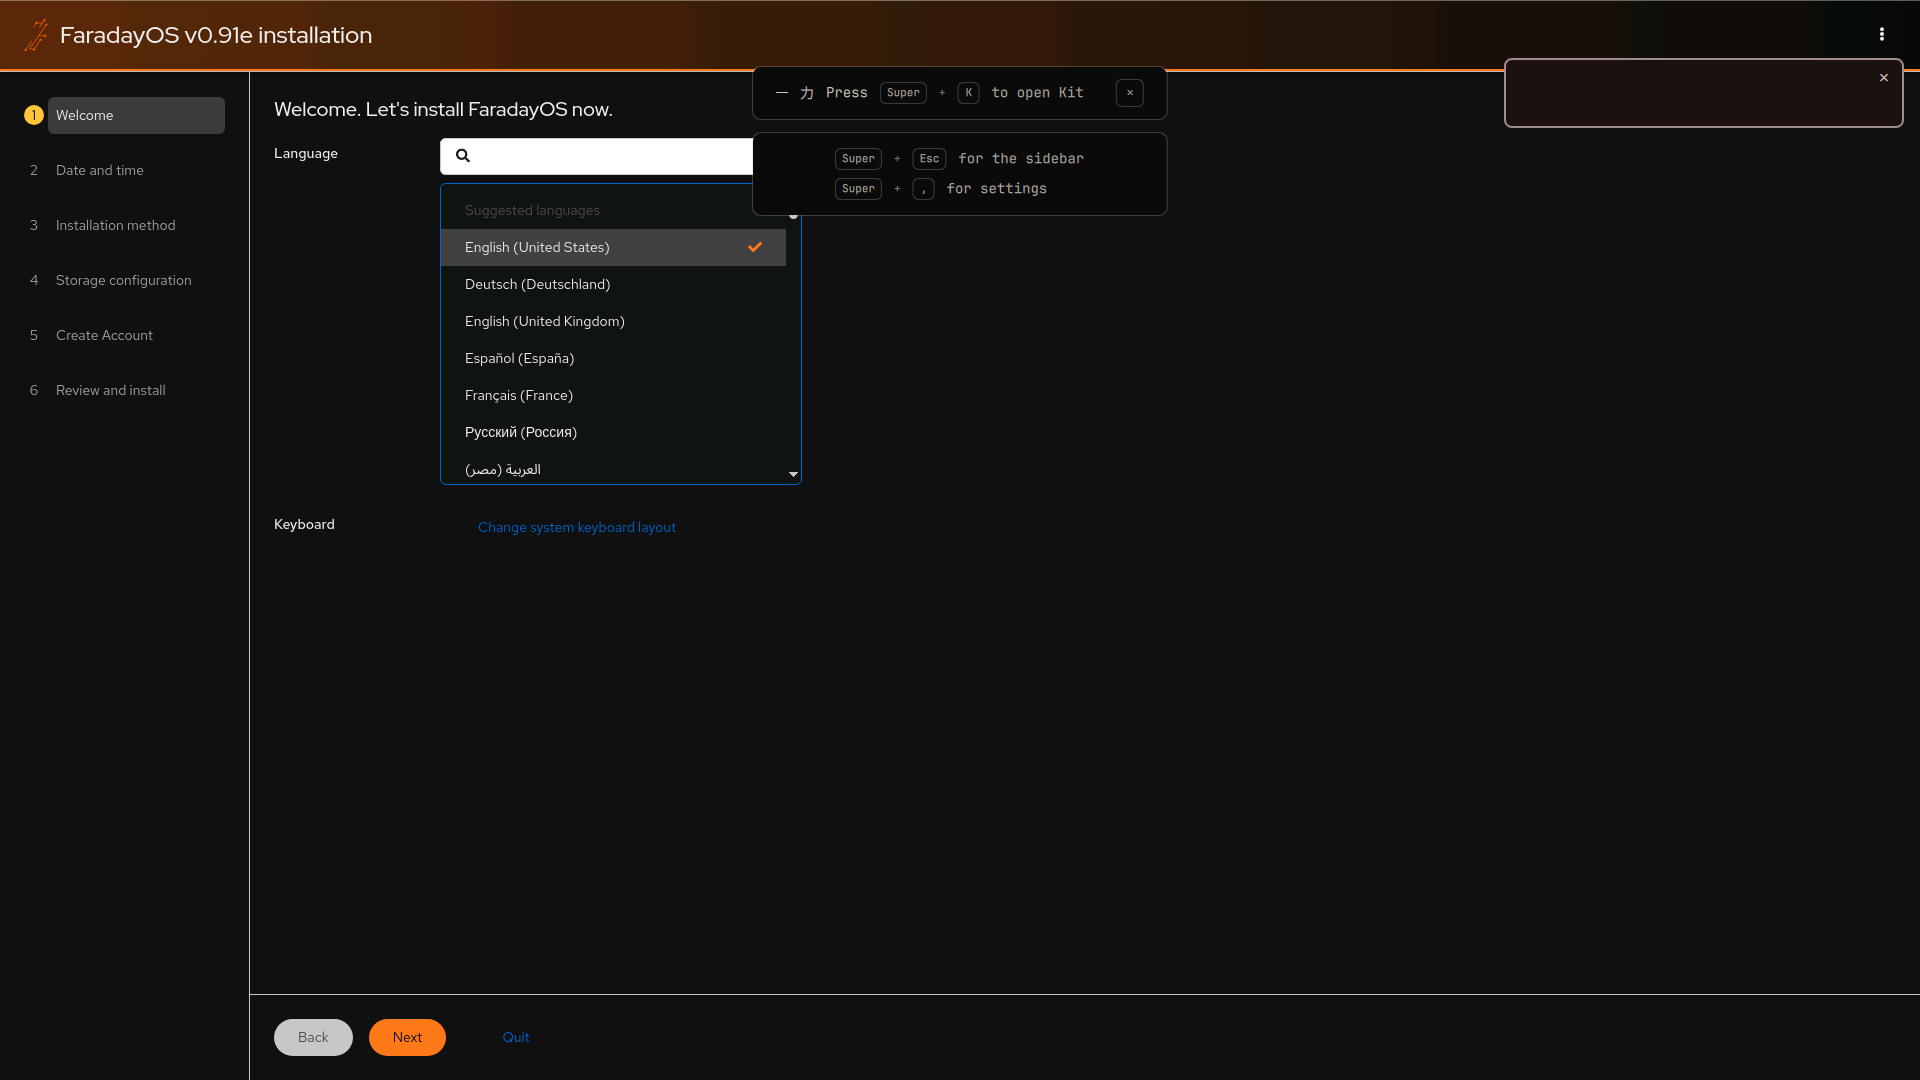 FaradayOS v0.91e installation
一 力 Press Super + K to open Kit ×
Super + Esc for the sidebar
Super + , for settings
×
1 Welcome
2 Date and time
3 Installation method
4 Storage configuration
5 Create Account
6 Review and install
Welcome. Let's install FaradayOS now.
Language
Suggested languages
English (United States)
Deutsch (Deutschland)
English (United Kingdom)
Español (España)
Français (France)
Русский (Россия)
العربية (مصر)
Keyboard
Change system keyboard layout
Back
Next
Quit